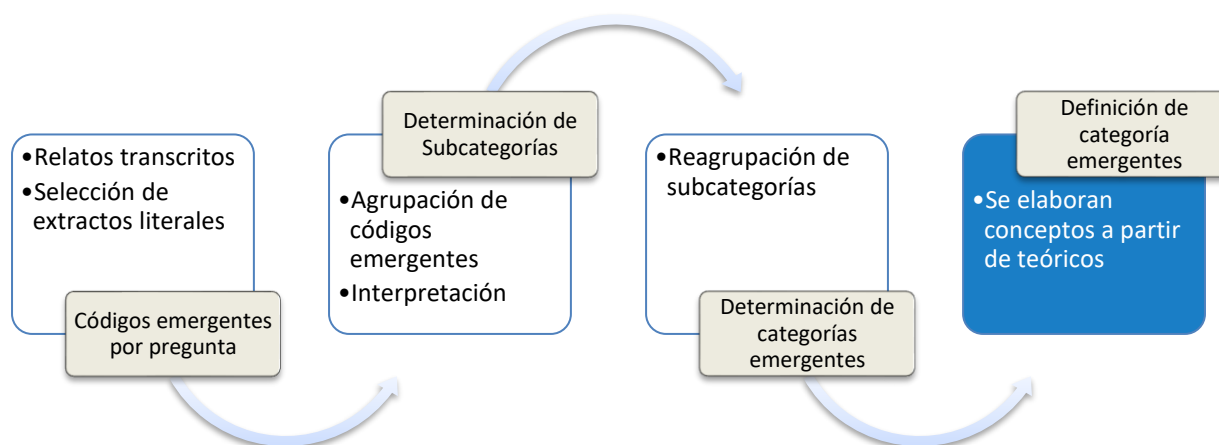 •Relatos transcritos
•Selección de
extractos literales
Códigos emergentes
por pregunta
Determinación de
Subcategorías
•Agrupación de
códigos
emergentes
•Interpretación
•Reagrupación de
subcategorías
Determinación de
categorías
emergentes
Definición de
categoría
emergentes
•Se elaboran
conceptos a partir
de teóricos